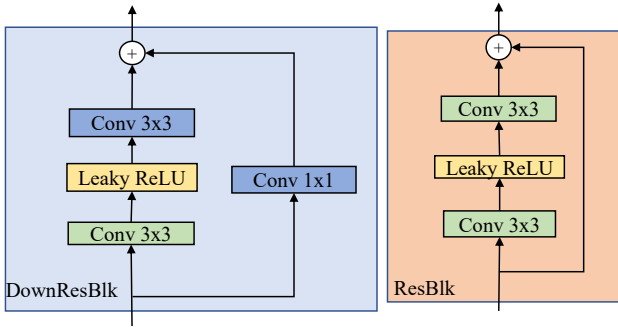 +
Conv 3x3
Leaky ReLU
Conv 1x1
Conv 3x3
DownResBlk
+
Conv 3x3
Leaky ReLU
Conv 3x3
ResBlk